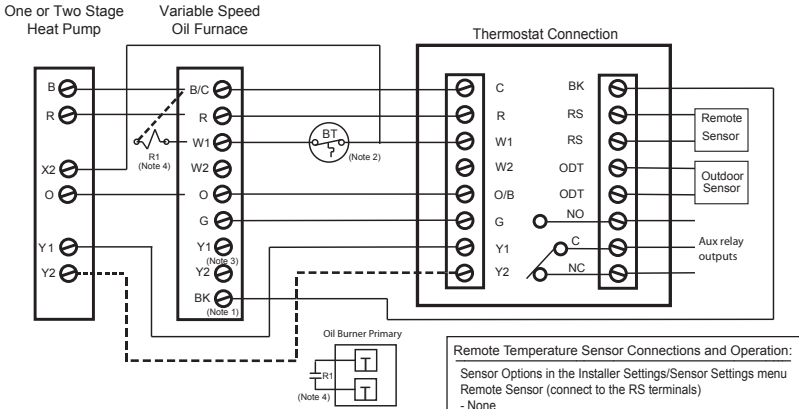 One or Two Stage
Heat Pump
Variable Speed
Oil Furnace
Thermostat Connection
B
R
X2
O
Y1
Y2
R1
(Note 4)
B/C
R
W1
W2
O
G
Y1
(Note 3)
Y2
BK
(Note 1)
BT
(Note 2)
C
R
W1
W2
O/B
G
Y1
Y2
BK
RS
RS
ODT
ODT
NO
C
NC
Remote
Sensor
Outdoor
Sensor
Aux relay
outputs
Oil Burner Primary
T
T
R1
(Note 4)
Remote Temperature Sensor Connections and Operation:
Sensor Options in the Installer Settings/Sensor Settings menu
Remote Sensor (connect to the RS terminals)
- None